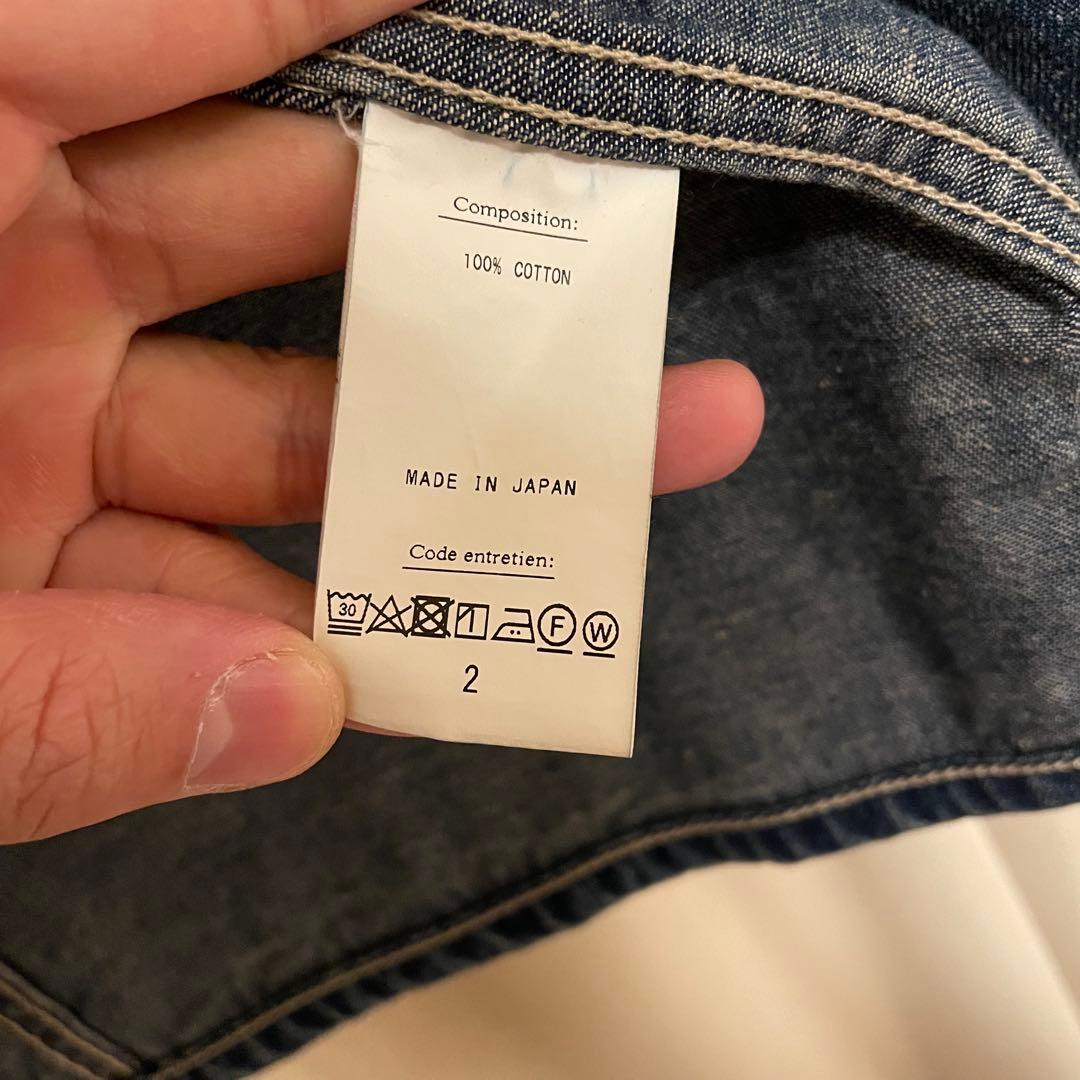 Composition:
100% COTTON
MADE IN JAPAN
Code entretien:
30 F W
2